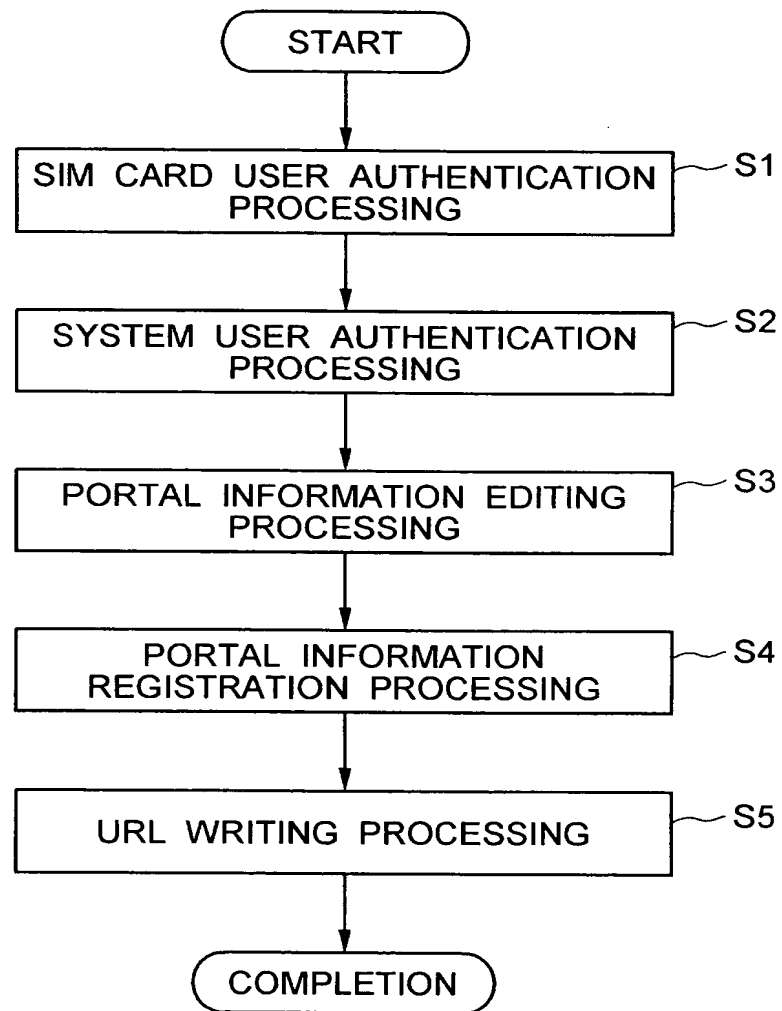 START
SIM CARD USER AUTHENTICATION
PROCESSING
S1
SYSTEM USER AUTHENTICATION
PROCESSING
S2
PORTAL INFORMATION EDITING
PROCESSING
S3
PORTAL INFORMATION
REGISTRATION PROCESSING
S4
URL WRITING PROCESSING
S5
COMPLETION